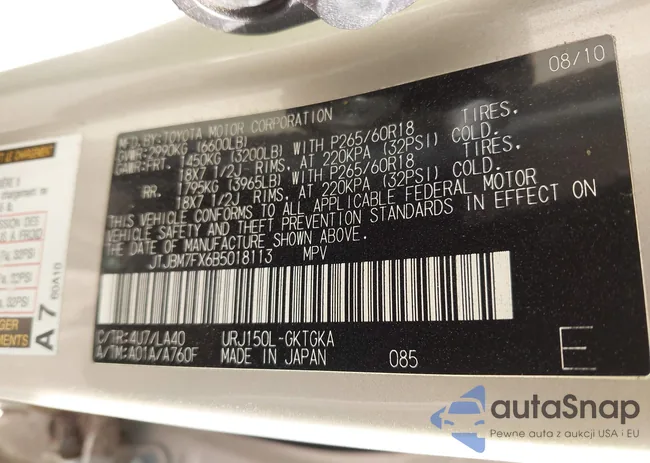 08/10
MFD.BY:TOYOTA MOTOR CORPORATION
GVWR:2990KG (6600LB)
GAWR:FRT. 1450KG (3200LB) WITH P265/60R18 TIRES.
18X7 1/2J RIMS, AT 220KPA (32PSI) COLD.
RR. 1795KG (3965LB) WITH P265/60R18 TIRES.
18X7 1/2J RIMS, AT 220KPA (32PSI) COLD.
THIS VEHICLE CONFORMS TO ALL APPLICABLE FEDERAL MOTOR
VEHICLE SAFETY AND THEFT PREVENTION STANDARDS IN EFFECT ON
THE DATE OF MANUFACTURE SHOWN ABOVE.
JTJBM7FX6B5018113 MPV
C/TR:4U7/LA40 URJ150L-GKTGKA
A/TM:A01A/A760F MADE IN JAPAN 085 E
A7
60A10
autaSnap
Pewne auta z aukcji USA i EU